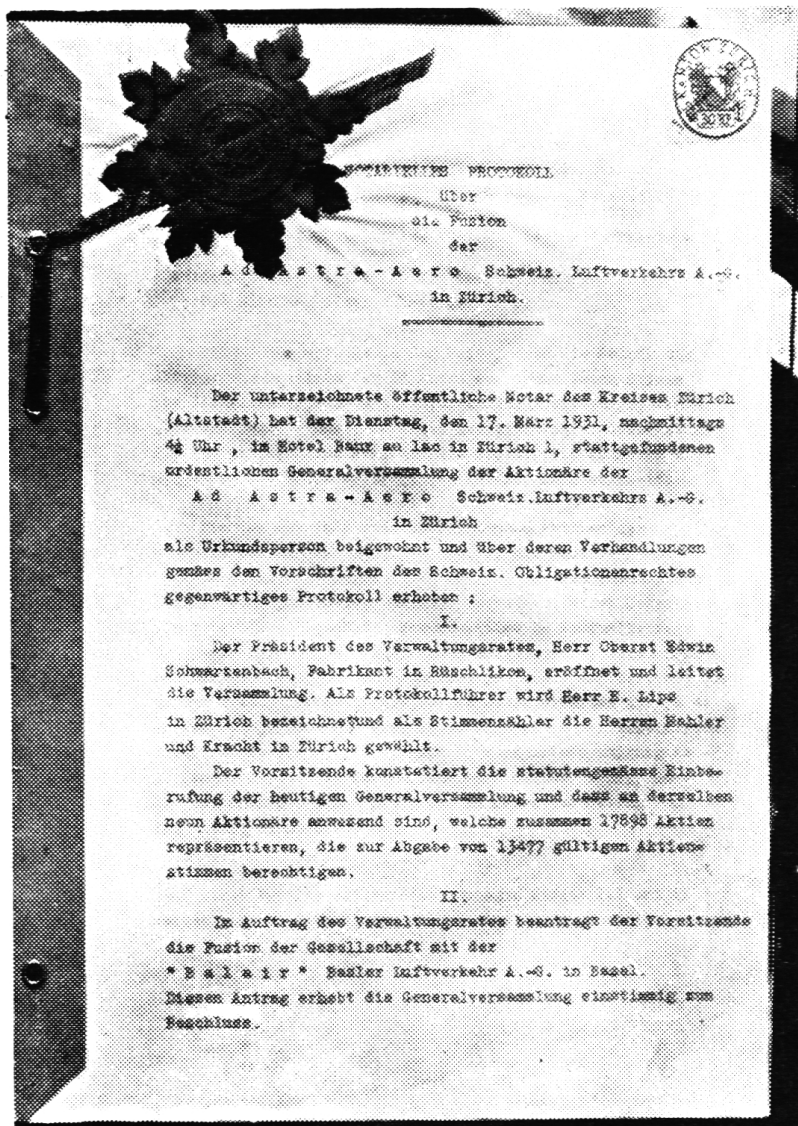 KANTON ZÜRICH
PROTOKOLL
über
die Fusion
der
Ad Astra-Aero Schweiz. Luftverkehrs A.-G.
in Zürich.
Der unterzeichnete öffentliche Notar des Kreises Zürich
(Altstadt) hat der Dienstag, den 17. März 1931, nachmittags
4½ Uhr , im Hotel Baur au lac in Zürich 1, stattgefundenen
ordentlichen Generalversammlung der Aktionäre der
Ad Astra-Aero Schweiz.Luftverkehrs A.-G.
in Zürich
als Urkundsperson beigewohnt und über deren Verhandlungen
gemäss den Vorschriften des Schweiz. Obligationenrechtes
gegenwärtiges Protokoll erhoben :
I.
Der Präsident des Verwaltungsrates, Herr Oberst Edwin
Schwarzenbach, Fabrikant in Rüschlikon, eröffnet und leitet
die Versammlung. Als Protokollführer wird Herr E. Lips
in Zürich bezeichnetund als Stimmenzähler die Herren Mahler
und Kracht in Zürich gewählt.
Der Vorsitzende konstatiert die statutengemässe Einbe-
rufung der heutigen Generalversammlung und dass an derselben
neun Aktionäre anwesend sind, welche zusammen 17898 Aktien
repräsentieren, die zur Abgabe von 13477 gültigen Aktien-
stimmen berechtigen.
II.
Im Auftrag des Verwaltungsrates beantragt der Vorsitzende
die Fusion der Gesellschaft mit der
"Balair" Basler Luftverkehr A.-G. in Basel.
Diesen Antrag erhebt die Generalversammlung einstimmig zum
Beschluss.